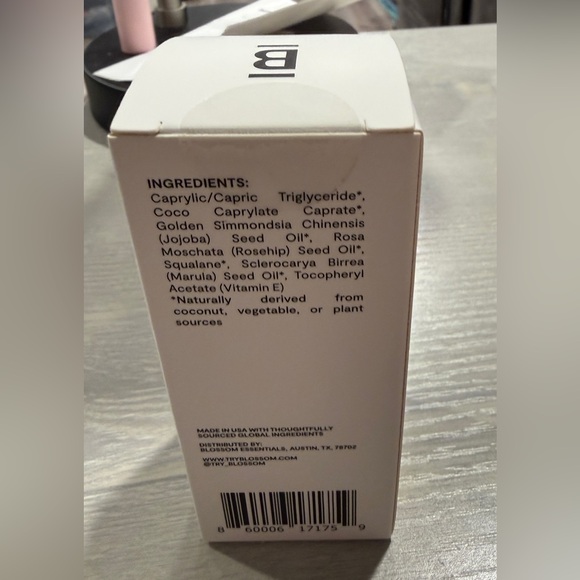 B
INGREDIENTS:
Caprylic/Capric Triglyceride*,
Coco Caprylate Caprate*,
Golden Simmondsia Chinensis
(Jojoba) Seed Oil*, Rosa
Moschata (Rosehip) Seed Oil*,
Squalane*, Sclerocarya Birrea
(Marula) Seed Oil*, Tocopheryl
Acetate (Vitamin E)
*Naturally derived from
coconut, vegetable, or plant
sources
MADE IN USA WITH THOUGHTFULLY
SOURCED GLOBAL INGREDIENTS
DISTRIBUTED BY:
BLOSSOM ESSENTIALS, AUSTIN, TX, 78702
WWW.TRYBLOSSOM.COM
@TRY_BLOSSOM
8 60006 17175 9